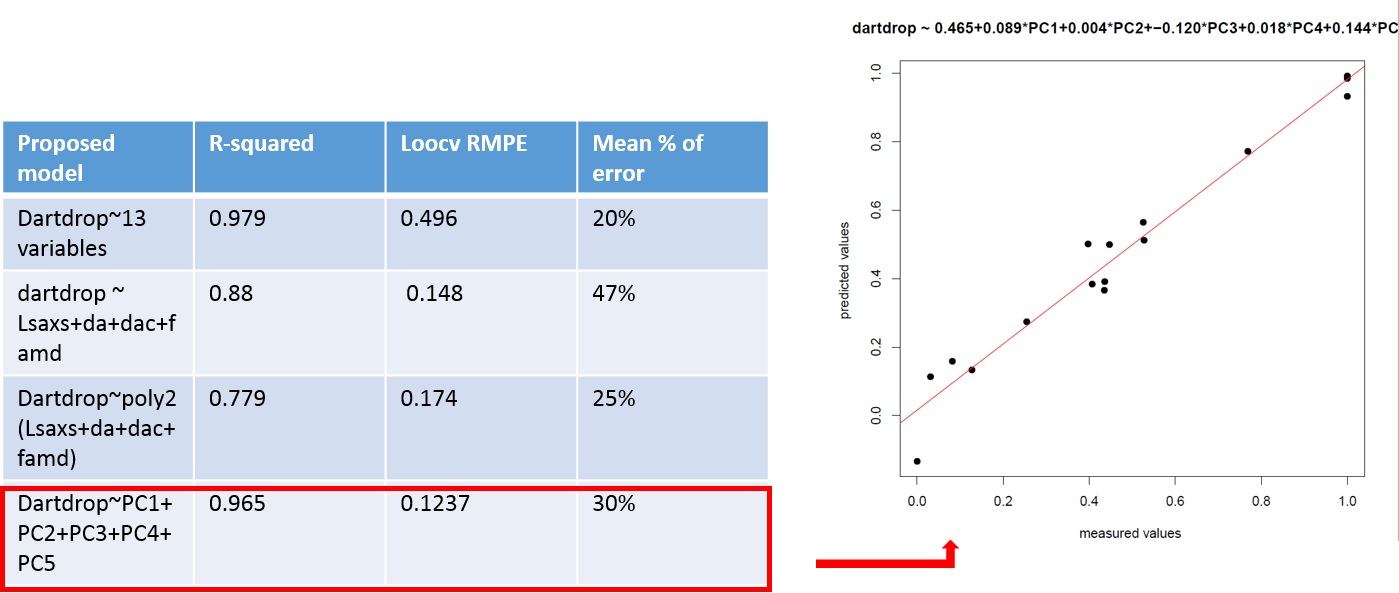 Proposed model
R-squared
Loocv RMPE
Mean % of error
Dartdrop~13 variables
0.979
0.496
20%
dartdrop ~
Lsaxs+da+dac+f
amd
0.88
0.148
47%
Dartdrop~poly2
(Lsaxs+da+dac+
famd)
0.779
0.174
25%
Dartdrop~PC1+
PC2+PC3+PC4+
PC5
0.965
0.1237
30%
dartdrop ~ 0.465+0.089*PC1+0.004*PC2+−0.120*PC3+0.018*PC4+0.144*PC
predicted values
1.0
0.8
0.6
0.4
0.2
0.0
0.0 0.2 0.4 0.6 0.8 1.0
measured values